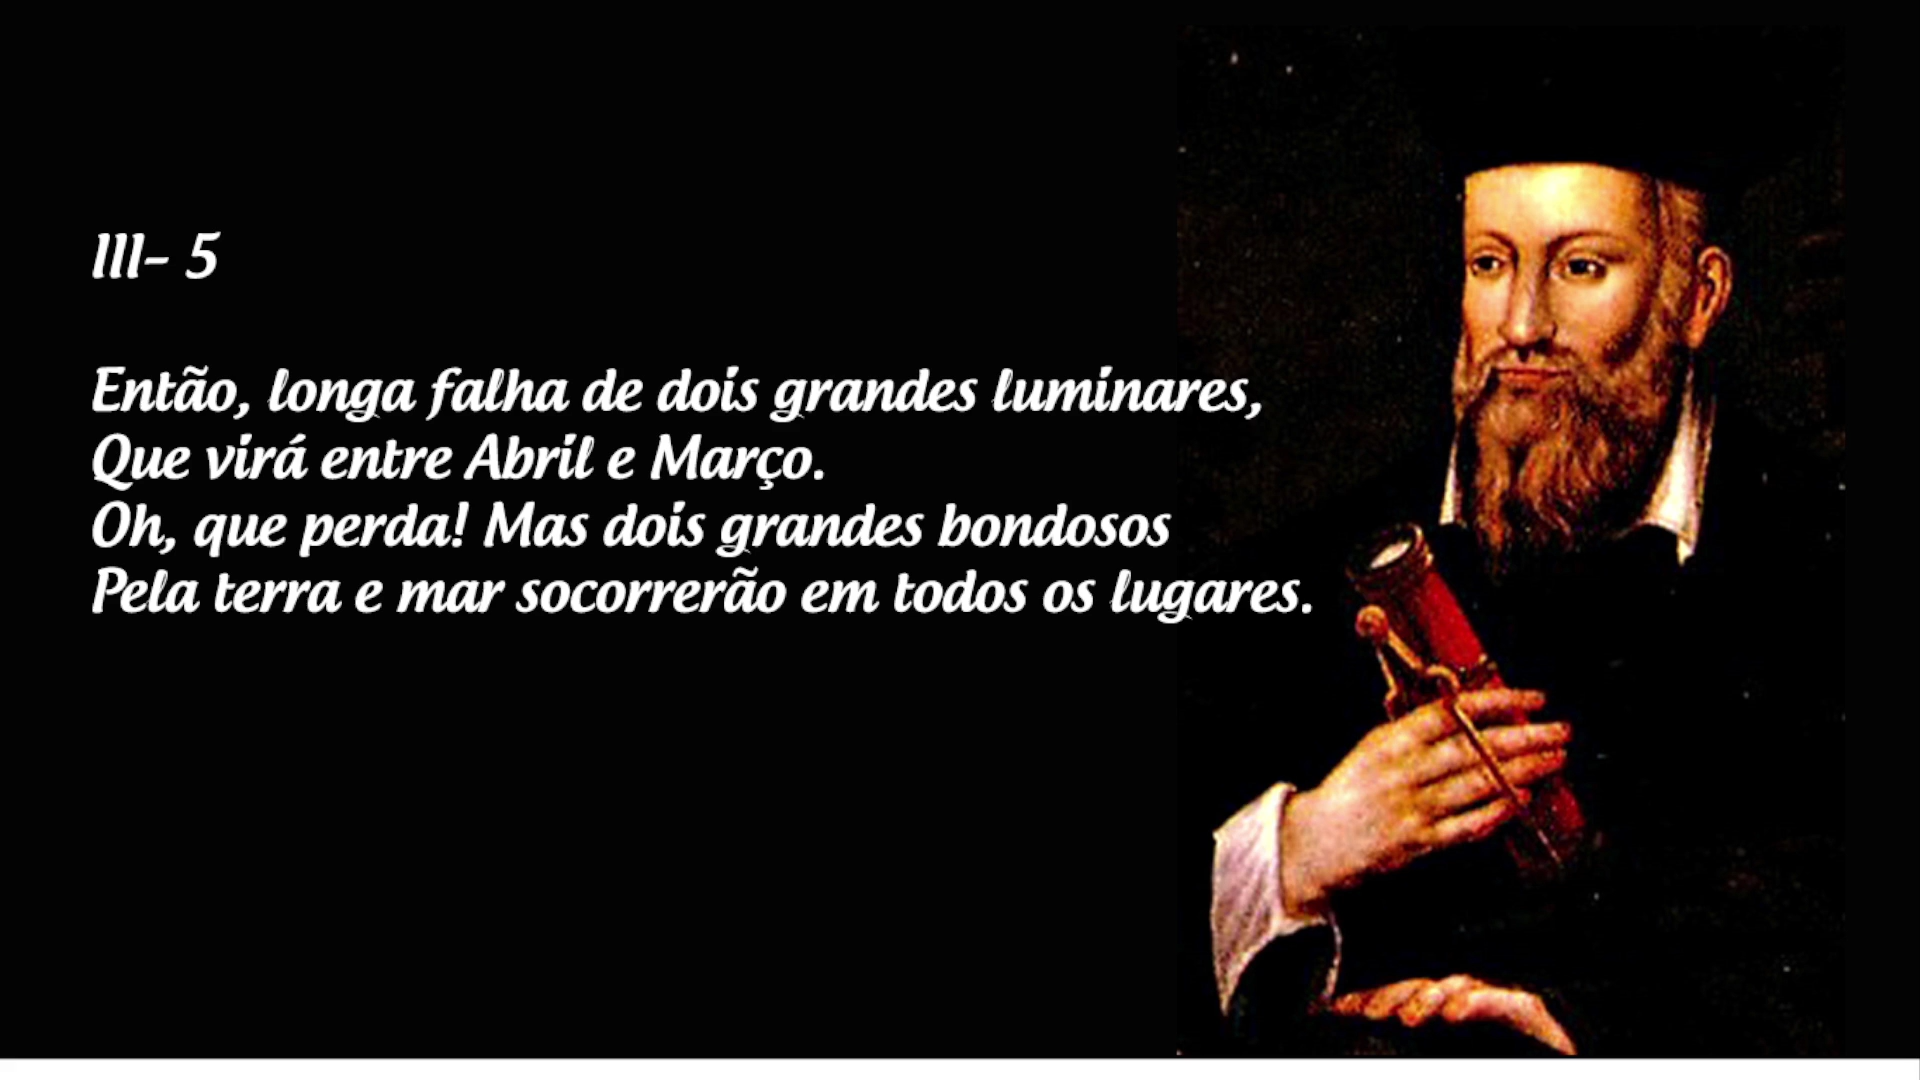 III- 5
Então, longa falha de dois grandes luminares,
Que virá entre Abril e Março.
Oh, que perda! Mas dois grandes bondosos
Pela terra e mar socorrerão em todos os lugares.